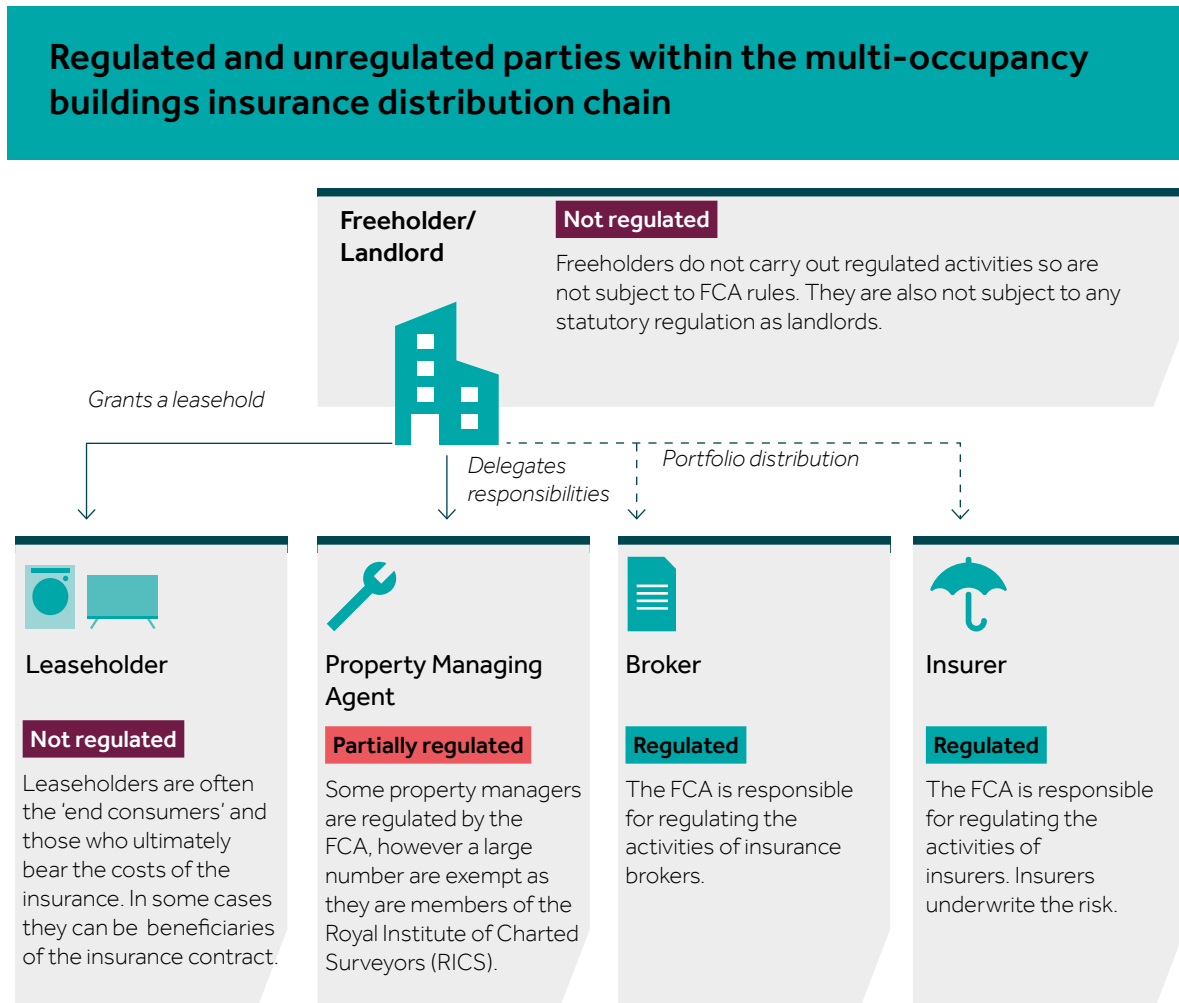 Regulated and unregulated parties within the multi-occupancy
buildings insurance distribution chain
Freeholder/
Landlord
Not regulated
Freeholders do not carry out regulated activities so are
not subject to FCA rules. They are also not subject to any
statutory regulation as landlords.
Grants a leasehold
Delegates
responsibilities
Portfolio distribution
Leaseholder
Not regulated
Leaseholders are often
the ‘end consumers’ and
those who ultimately
bear the costs of the
insurance. In some cases
they can be beneficiaries
of the insurance contract.
Property Managing
Agent
Partially regulated
Some property managers
are regulated by the
FCA, however a large
number are exempt as
they are members of the
Royal Institute of Charted
Surveyors (RICS).
Broker
Regulated
The FCA is responsible
for regulating the
activities of insurance
brokers.
Insurer
Regulated
The FCA is responsible
for regulating the
activities of
insurers. Insurers
underwrite the risk.